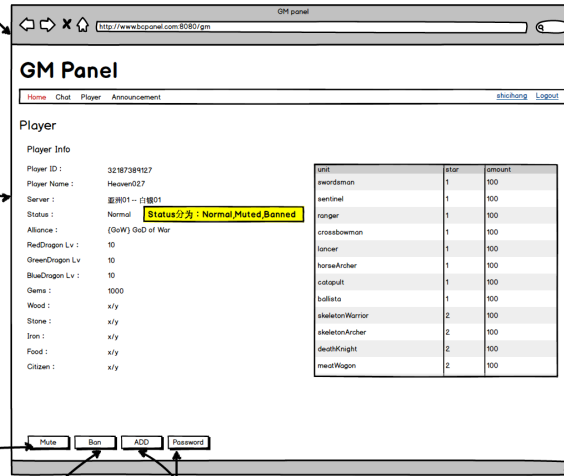 GM panel
http://www.bcpanel.com:8080/gm
GM Panel
Home Chat Player Announcement shicihang Logout
Player
Player Info
Player ID : 32187389127
Player Name : Heaven027
Server : 亚洲01 -- 白银01
Status : Normal Status分为：Normal,Muted,Banned
Alliance : {GoW} GoD of War
RedDragon Lv : 10
GreenDragon Lv 10
BlueDragon Lv : 10
Gems : 1000
Wood : x/y
Stone : x/y
Iron : x/y
Food : x/y
Citizen : x/y
unit star amount
swordsman 1 100
sentinel 1 100
ranger 1 100
crossbowman 1 100
lancer 1 100
horseArcher 1 100
catapult 1 100
ballista 1 100
skeletonWarrior 2 100
skeletonArcher 2 100
deathKnight 2 100
meatWagon 2 100
Mute Ban ADD Password